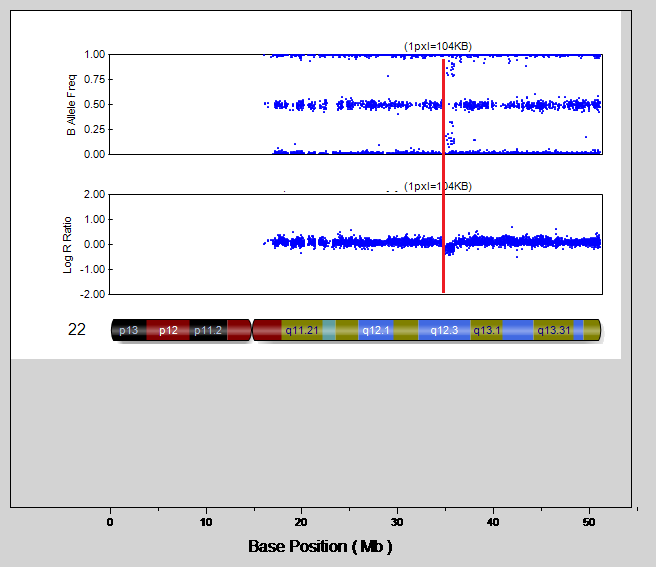 (1pxl=104KB)
1.00
0.75
0.50
0.25
0.00
B Allele Freq
(1pxl=104KB)
2.00
1.00
0.00
-1.00
-2.00
Log R Ratio
22 p13 p12 p11.2 q11.21 q12.1 q12.3 q13.1 q13.31
0 10 20 30 40 50
Base Position ( Mb )